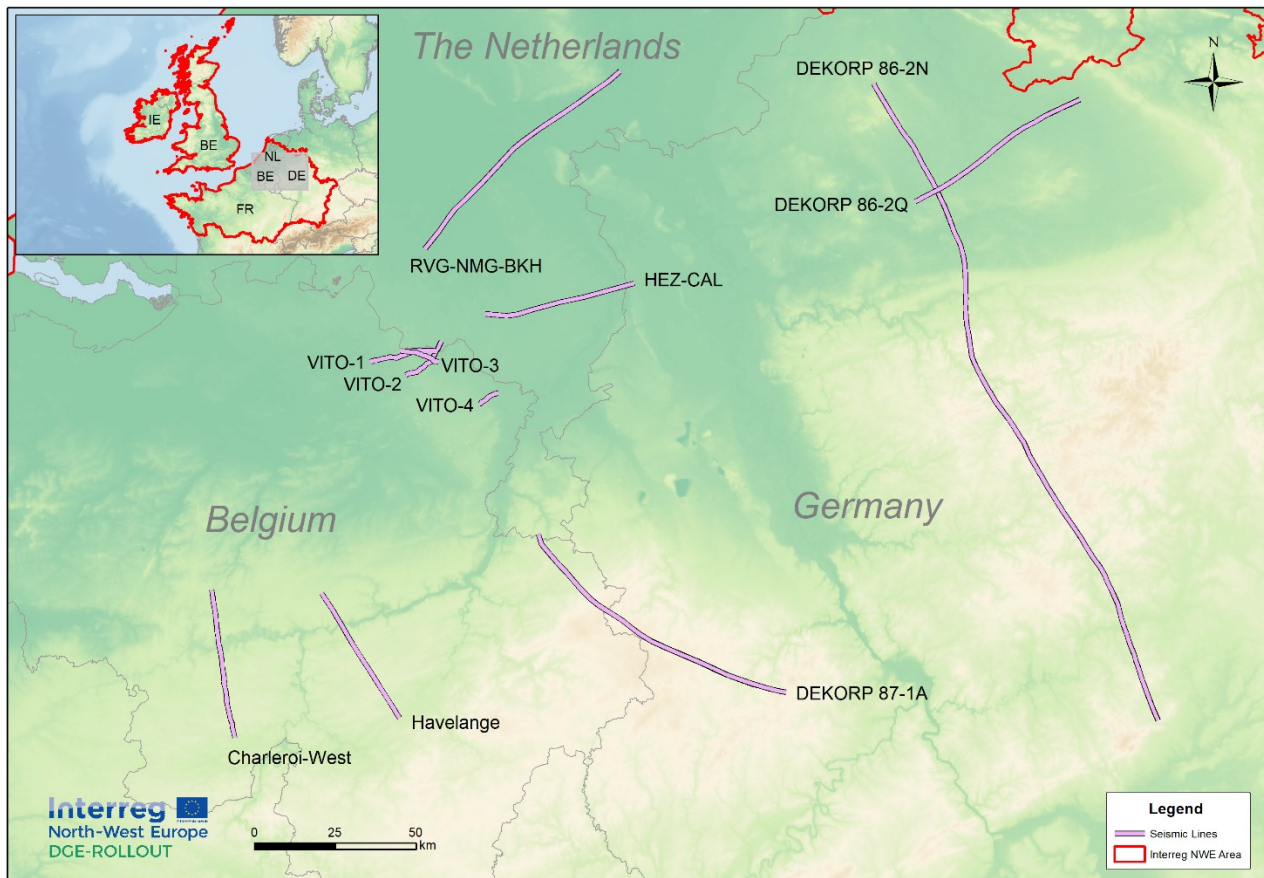 The Netherlands
N
DEKORP 86-2N
IE
BE
NL
BE
DE
FR
DEKORP 86-2Q
RVG-NMG-BKH
HEZ-CAL
VITO-1
VITO-3
VITO-2
VITO-4
Belgium
Germany
DEKORP 87-1A
Havelange
Charleroi-West
Interreg
North-West Europe
DGE-ROLLOUT
0 25 50
km
Legend
Seismic Lines
Interreg NWE Area